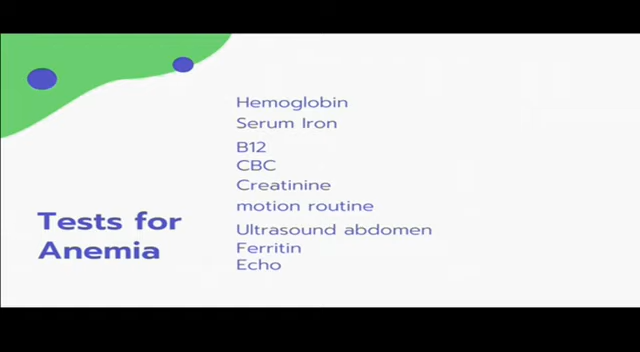 Tests for
Anemia
Hemoglobin
Serum Iron
B12
CBC
Creatinine
motion routine
Ultrasound abdomen
Ferritin
Echo